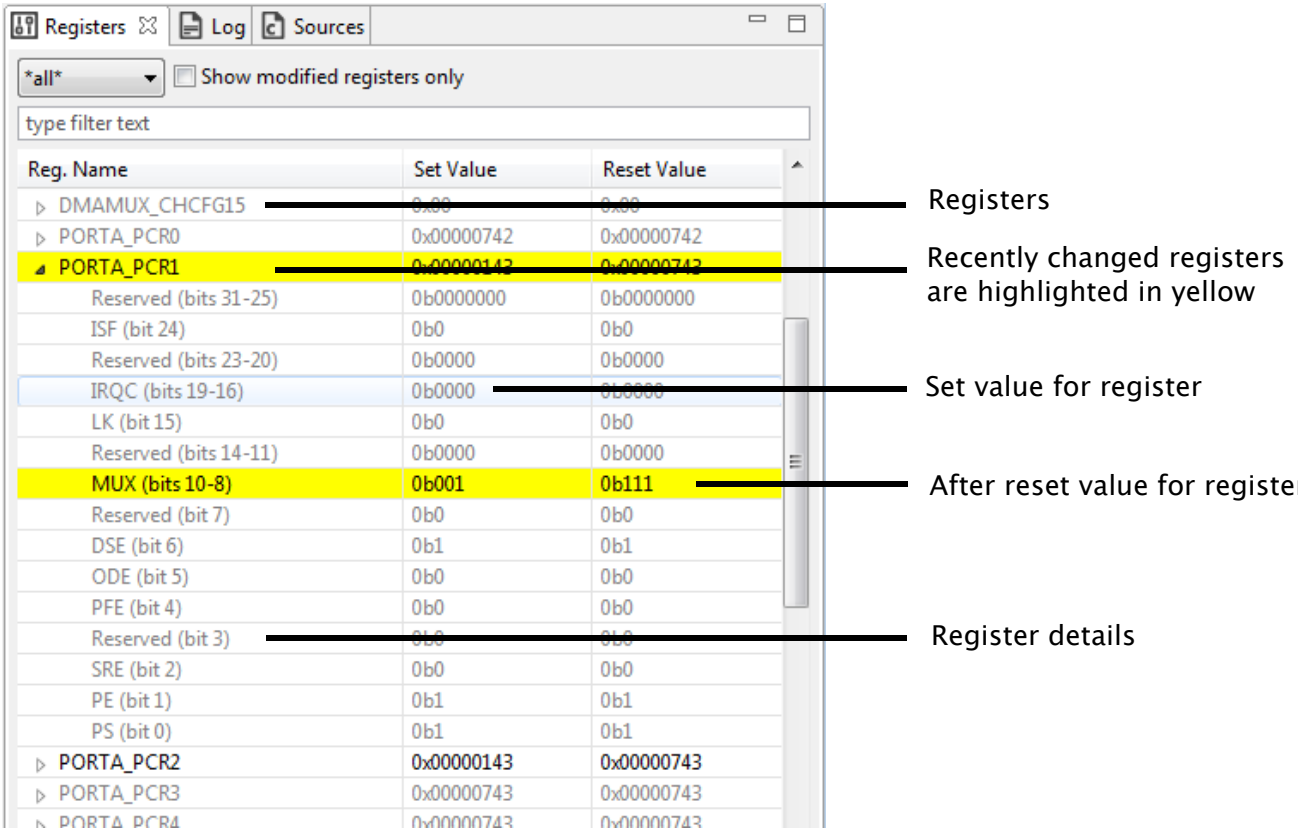 Registers Log Sources
*all* Show modified registers only
type filter text
Reg. Name Set Value Reset Value
DMAMUX_CHCFG15 0x00 0x00 Registers
PORTA_PCR0 0x00000742 0x00000742
PORTA_PCR1 0x00000143 0x00000743 Recently changed registers
are highlighted in yellow
Reserved (bits 31-25) 0b0000000 0b0000000
ISF (bit 24) 0b0 0b0
Reserved (bits 23-20) 0b0000 0b0000
IRQC (bits 19-16) 0b0000 0b0000 Set value for register
LK (bit 15) 0b0 0b0
Reserved (bits 14-11) 0b0000 0b0000
MUX (bits 10-8) 0b001 0b111 After reset value for register
Reserved (bit 7) 0b0 0b0
DSE (bit 6) 0b1 0b1
ODE (bit 5) 0b0 0b0
PFE (bit 4) 0b0 0b0
Reserved (bit 3) 0b0 0b0 Register details
SRE (bit 2) 0b0 0b0
PE (bit 1) 0b1 0b1
PS (bit 0) 0b1 0b1
PORTA_PCR2 0x00000143 0x00000743
PORTA_PCR3 0x00000743 0x00000743
PORTA_PCR4 0x00000743 0x00000743